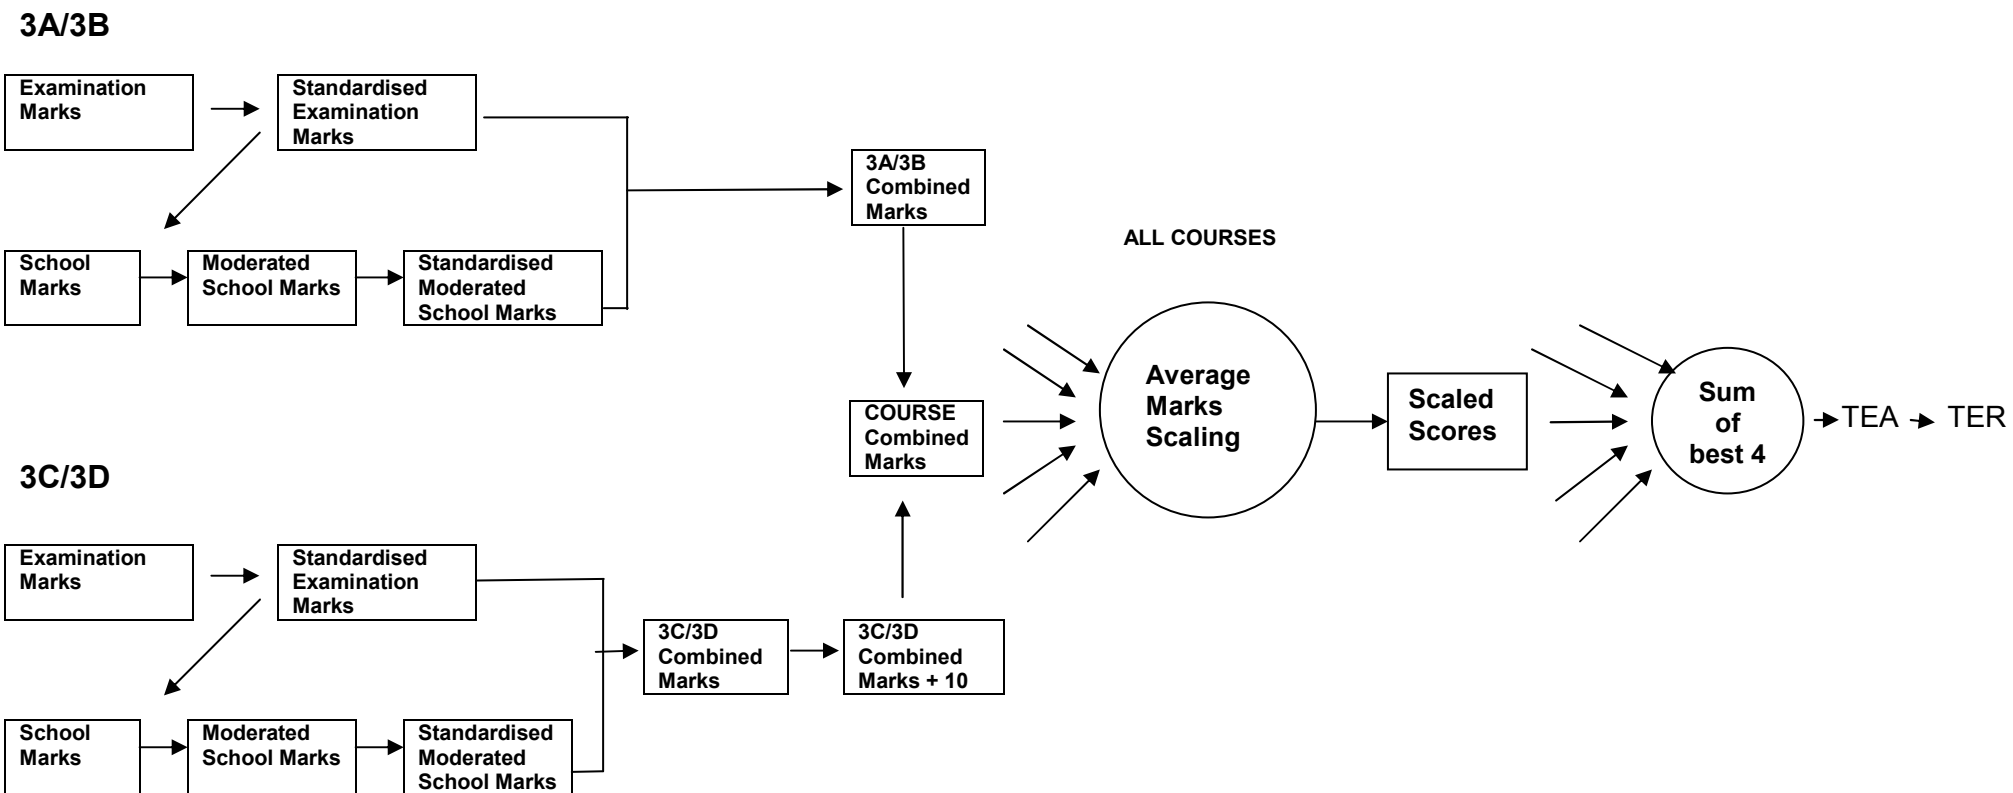 3A/3B
Examination
Marks
Standardised
Examination
Marks
School
Marks
Moderated
School Marks
Standardised
Moderated
School Marks
3A/3B
Combined
Marks
3C/3D
Examination
Marks
Standardised
Examination
Marks
School
Marks
Moderated
School Marks
Standardised
Moderated
School Marks
3C/3D
Combined
Marks
3C/3D
Combined
Marks + 10
COURSE
Combined
Marks
ALL COURSES
Average
Marks
Scaling
Scaled
Scores
Sum
of
best 4
TEA
TER